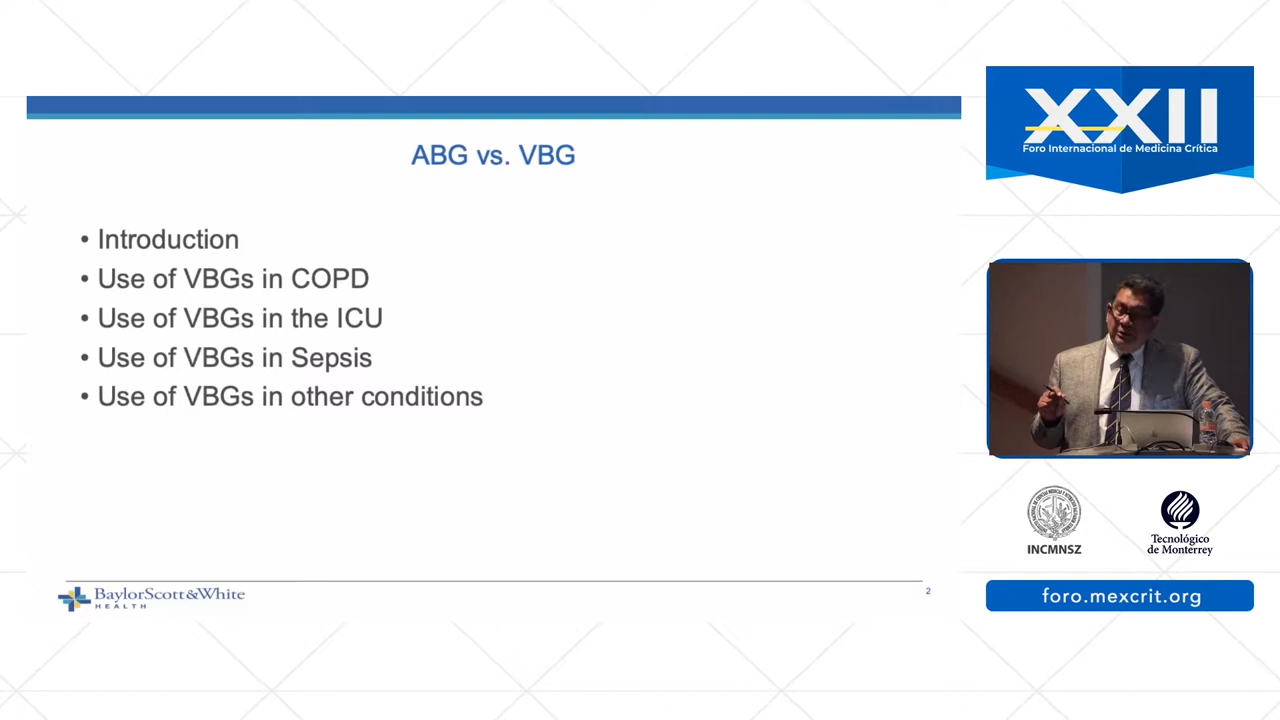 ABG vs. VBG
• Introduction
• Use of VBGs in COPD
• Use of VBGs in the ICU
• Use of VBGs in Sepsis
• Use of VBGs in other conditions
BaylorScott&White
HEALTH
2
XXII
Foro Internacional de Medicina Crítica
INCMNSZ
Tecnológico
de Monterrey
foro.mexcrit.org